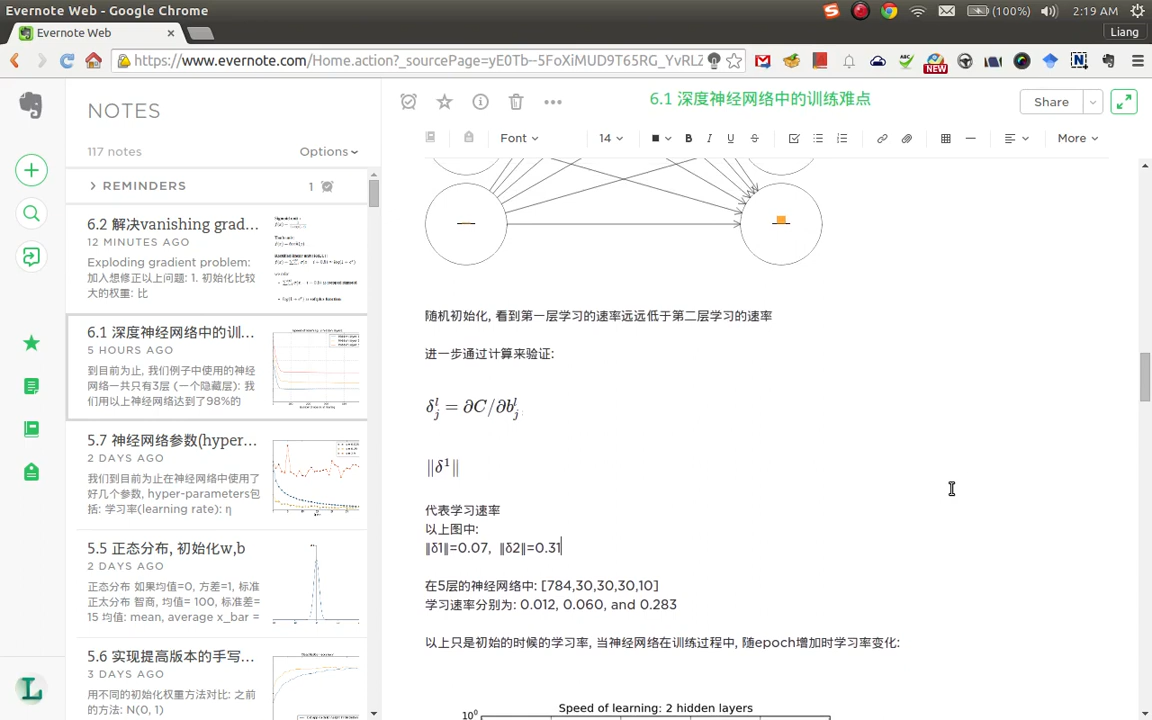 Evernote Web - Google Chrome
(100%)
2:19 AM
Evernote Web
Liang
https://www.evernote.com/Home.action?_sourcePage=yE0Tb--5FoXiMUD9T65RG_YvRLZ
NEW
NOTES
117 notes
Options
REMINDERS
1
6.2 解决vanishing grad...
12 MINUTES AGO
Exploding gradient problem:
加入想修正以上问题: 1. 初始化比较
大的权重: 比
6.1 深度神经网络中的训...
5 HOURS AGO
到目前为止, 我们例子中使用的神经
网络一共只有3层 (一个隐藏层): 我
们用以上神经网络达到了98%的
5.7 神经网络参数(hyper-...
2 DAYS AGO
我们到目前为止在神经网络中使用了
好几个参数, hyper-parameters包
括: 学习率(learning rate): η
5.5 正态分布, 初始化w,b
2 DAYS AGO
正态分布 如果均值=0, 方差=1, 标准
正太分布 智商, 均值= 100, 标准差=
15 均值: mean, average x_bar =
5.6 实现提高版本的手写...
3 DAYS AGO
用不同的初始化权重方法对比: 之前
的方法: N(0, 1)
6.1 深度神经网络中的训练难点
Share
Font
14
B I U S
More
随机初始化, 看到第一层学习的速率远远低于第二层学习的速率
进一步通过计算来验证:
δ^l_j = ∂C/∂b^l_j
‖δ^1‖
代表学习速率
以上图中:
‖δ1‖=0.07, ‖δ2‖=0.31
在5层的神经网络中: [784,30,30,30,10]
学习速率分别为: 0.012, 0.060, and 0.283
以上只是初始的时候的学习率, 当神经网络在训练过程中, 随epoch增加时学习率变化:
Speed of learning: 2 hidden layers
10^0